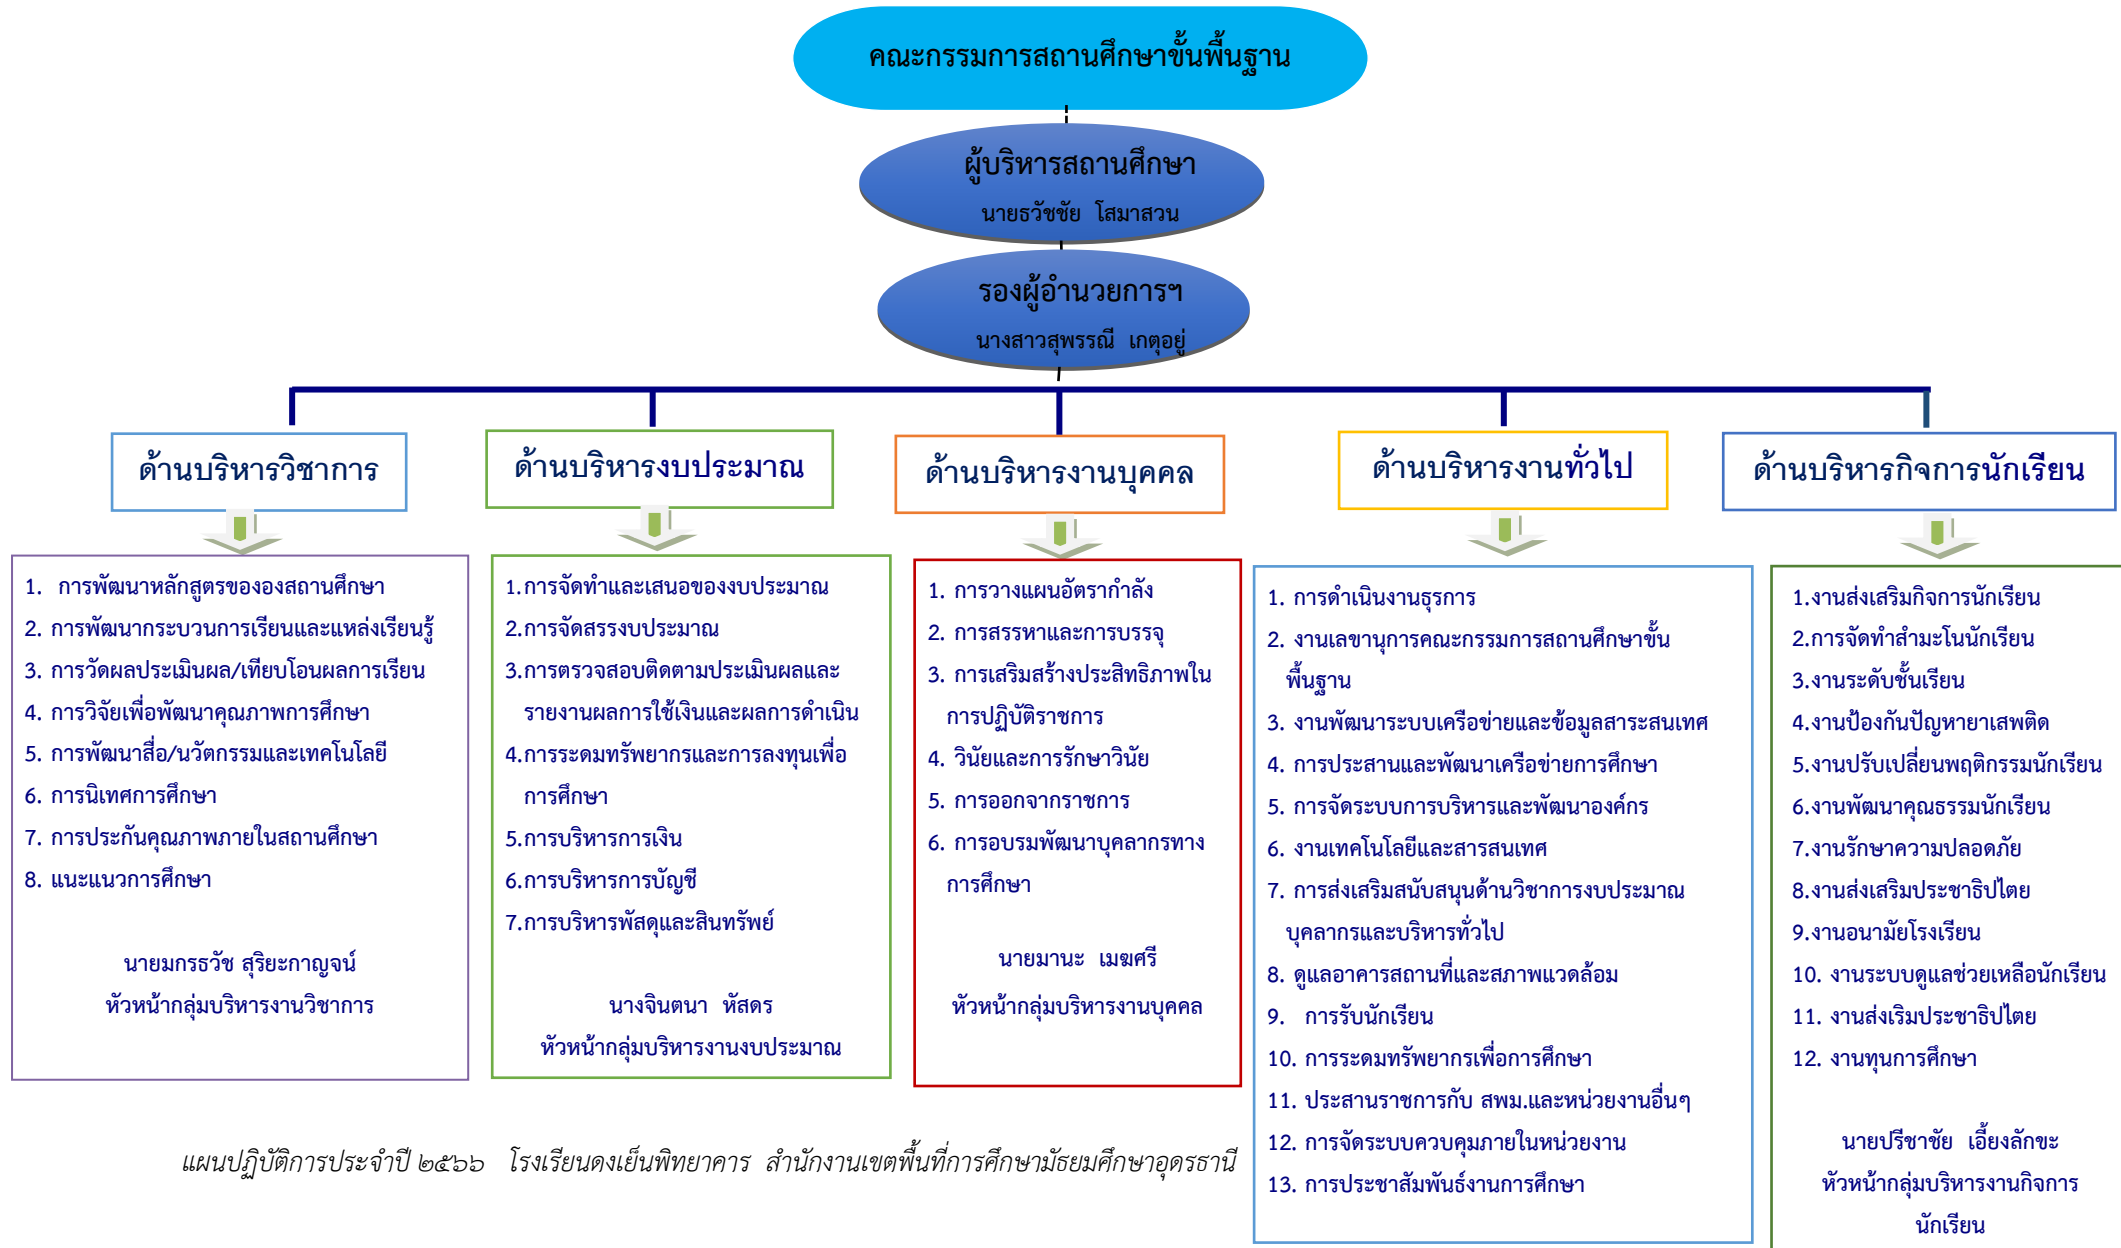 คณะกรรมการสถานศึกษาขั้นพื้นฐาน
ผู้บริหารสถานศึกษา
นายธวัชชัย โสมาสวน
รองผู้อำนวยการฯ
นางสาวสุพรรณี เกตุอยู่
ด้านบริหารวิชาการ
1. การพัฒนาหลักสูตรขององสถานศึกษา
2. การพัฒนากระบวนการเรียนและแหล่งเรียนรู้
3. การวัดผลประเมินผล/เทียบโอนผลการเรียน
4. การวิจัยเพื่อพัฒนาคุณภาพการศึกษา
5. การพัฒนาสื่อ/นวัตกรรมและเทคโนโลยี
6. การนิเทศการศึกษา
7. การประกันคุณภาพภายในสถานศึกษา
8. แนะแนวการศึกษา
นายมกรธวัช สุริยะกาญจน์
หัวหน้ากลุ่มบริหารงานวิชาการ
ด้านบริหารงบประมาณ
1.การจัดทำและเสนอของงบประมาณ
2.การจัดสรรงบประมาณ
3.การตรวจสอบติดตามประเมินผลและ
รายงานผลการใช้เงินและผลการดำเนิน
4.การระดมทรัพยากรและการลงทุนเพื่อ
การศึกษา
5.การบริหารการเงิน
6.การบริหารการบัญชี
7.การบริหารพัสดุและสินทรัพย์
นางจินตนา หัสดร
หัวหน้ากลุ่มบริหารงานงบประมาณ
ด้านบริหารงานบุคคล
1. การวางแผนอัตรากำลัง
2. การสรรหาและการบรรจุ
3. การเสริมสร้างประสิทธิภาพใน
การปฏิบัติราชการ
4. วินัยและการรักษาวินัย
5. การออกจากราชการ
6. การอบรมพัฒนาบุคลากรทาง
การศึกษา
นายมานะ เมฆศรี
หัวหน้ากลุ่มบริหารงานบุคคล
ด้านบริหารงานทั่วไป
1. การดำเนินงานธุรการ
2. งานเลขานุการคณะกรรมการสถานศึกษาขั้น
พื้นฐาน
3. งานพัฒนาระบบเครือข่ายและข้อมูลสาระสนเทศ
4. การประสานและพัฒนาเครือข่ายการศึกษา
5. การจัดระบบการบริหารและพัฒนาองค์กร
6. งานเทคโนโลยีและสารสนเทศ
7. การส่งเสริมสนับสนุนด้านวิชาการงบประมาณ
บุคลากรและบริหารทั่วไป
8. ดูแลอาคารสถานที่และสภาพแวดล้อม
9. การรับนักเรียน
10. การระดมทรัพยากรเพื่อการศึกษา
11. ประสานราชการกับ สพม.และหน่วยงานอื่นๆ
12. การจัดระบบควบคุมภายในหน่วยงาน
13. การประชาสัมพันธ์งานการศึกษา
ด้านบริหารกิจการนักเรียน
1.งานส่งเสริมกิจการนักเรียน
2.การจัดทำสำมะโนนักเรียน
3.งานระดับชั้นเรียน
4.งานป้องกันปัญหายาเสพติด
5.งานปรับเปลี่ยนพฤติกรรมนักเรียน
6.งานพัฒนาคุณธรรมนักเรียน
7.งานรักษาความปลอดภัย
8.งานส่งเสริมประชาธิปไตย
9.งานอนามัยโรงเรียน
10. งานระบบดูแลช่วยเหลือนักเรียน
11. งานส่งเริมประชาธิปไตย
12. งานทุนการศึกษา
นายปรีชาชัย เอี้ยงลักขะ
หัวหน้ากลุ่มบริหารงานกิจการ
นักเรียน
แผนปฏิบัติการประจำปี ๒๕๖๖ โรงเรียนดงเย็นพิทยาคาร สำนักงานเขตพื้นที่การศึกษามัธยมศึกษาอุดรธานี